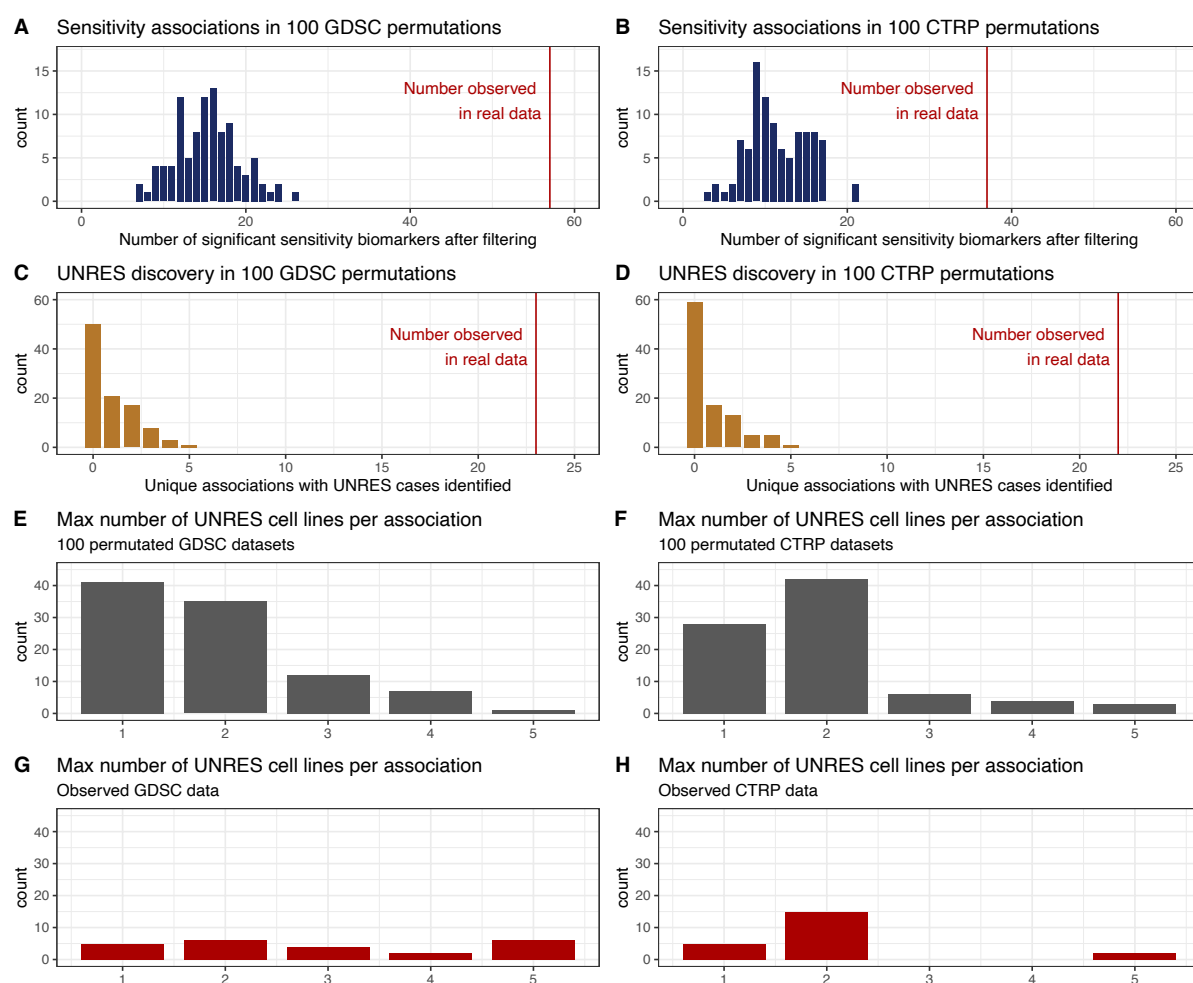 A Sensitivity associations in 100 GDSC permutations
count
15
10
5
0
Number observed
in real data
0 20 40 60
Number of significant sensitivity biomarkers after filtering
B Sensitivity associations in 100 CTRP permutations
count
15
10
5
0
Number observed
in real data
0 20 40 60
Number of significant sensitivity biomarkers after filtering
C UNRES discovery in 100 GDSC permutations
count
60
40
20
0
Number observed
in real data
0 5 10 15 20 25
Unique associations with UNRES cases identified
D UNRES discovery in 100 CTRP permutations
count
60
40
20
0
Number observed
in real data
0 5 10 15 20 25
Unique associations with UNRES cases identified
E Max number of UNRES cell lines per association
100 permutated GDSC datasets
count
40
30
20
10
0
1 2 3 4 5
F Max number of UNRES cell lines per association
100 permutated CTRP datasets
count
40
30
20
10
0
1 2 3 4 5
G Max number of UNRES cell lines per association
Observed GDSC data
count
40
30
20
10
0
1 2 3 4 5
H Max number of UNRES cell lines per association
Observed CTRP data
count
40
30
20
10
0
1 2 3 4 5